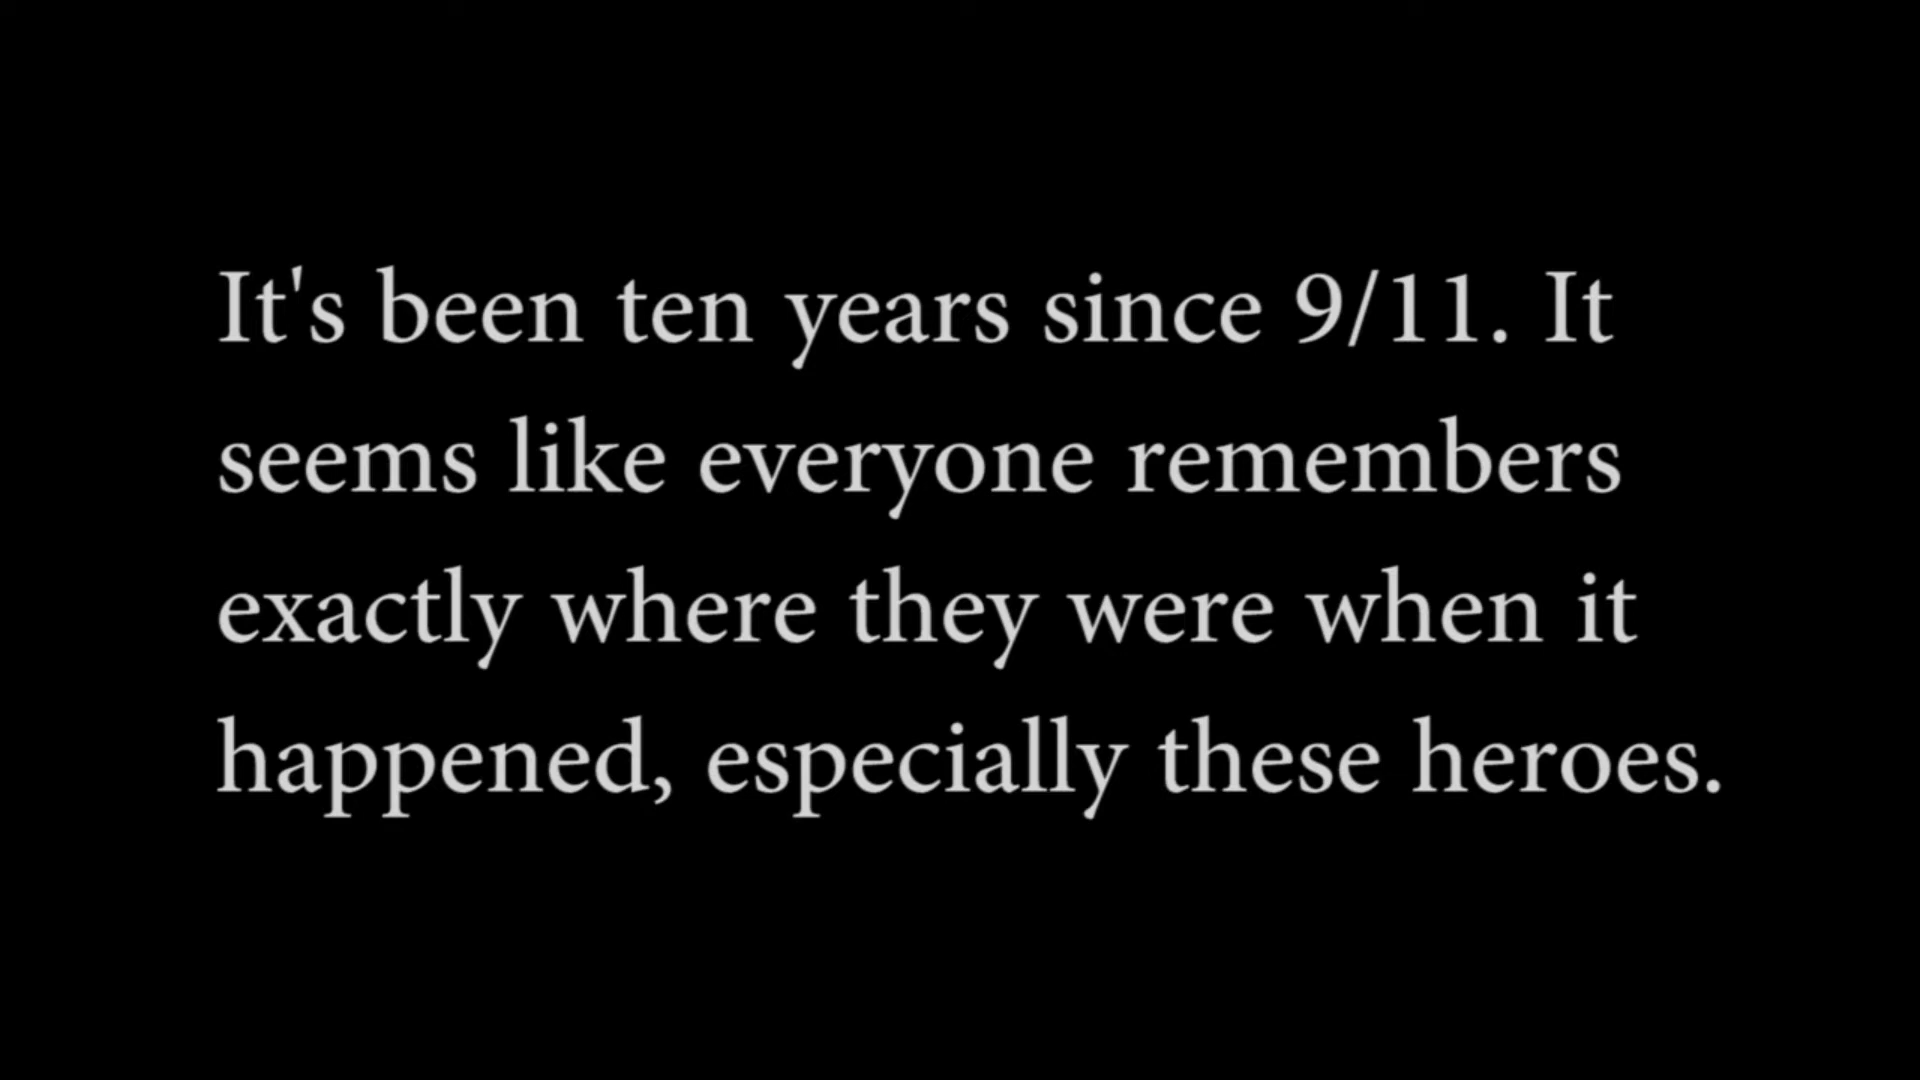 It's been ten years since 9/11. It
seems like everyone remembers
exactly where they were when it
happened, especially these heroes.